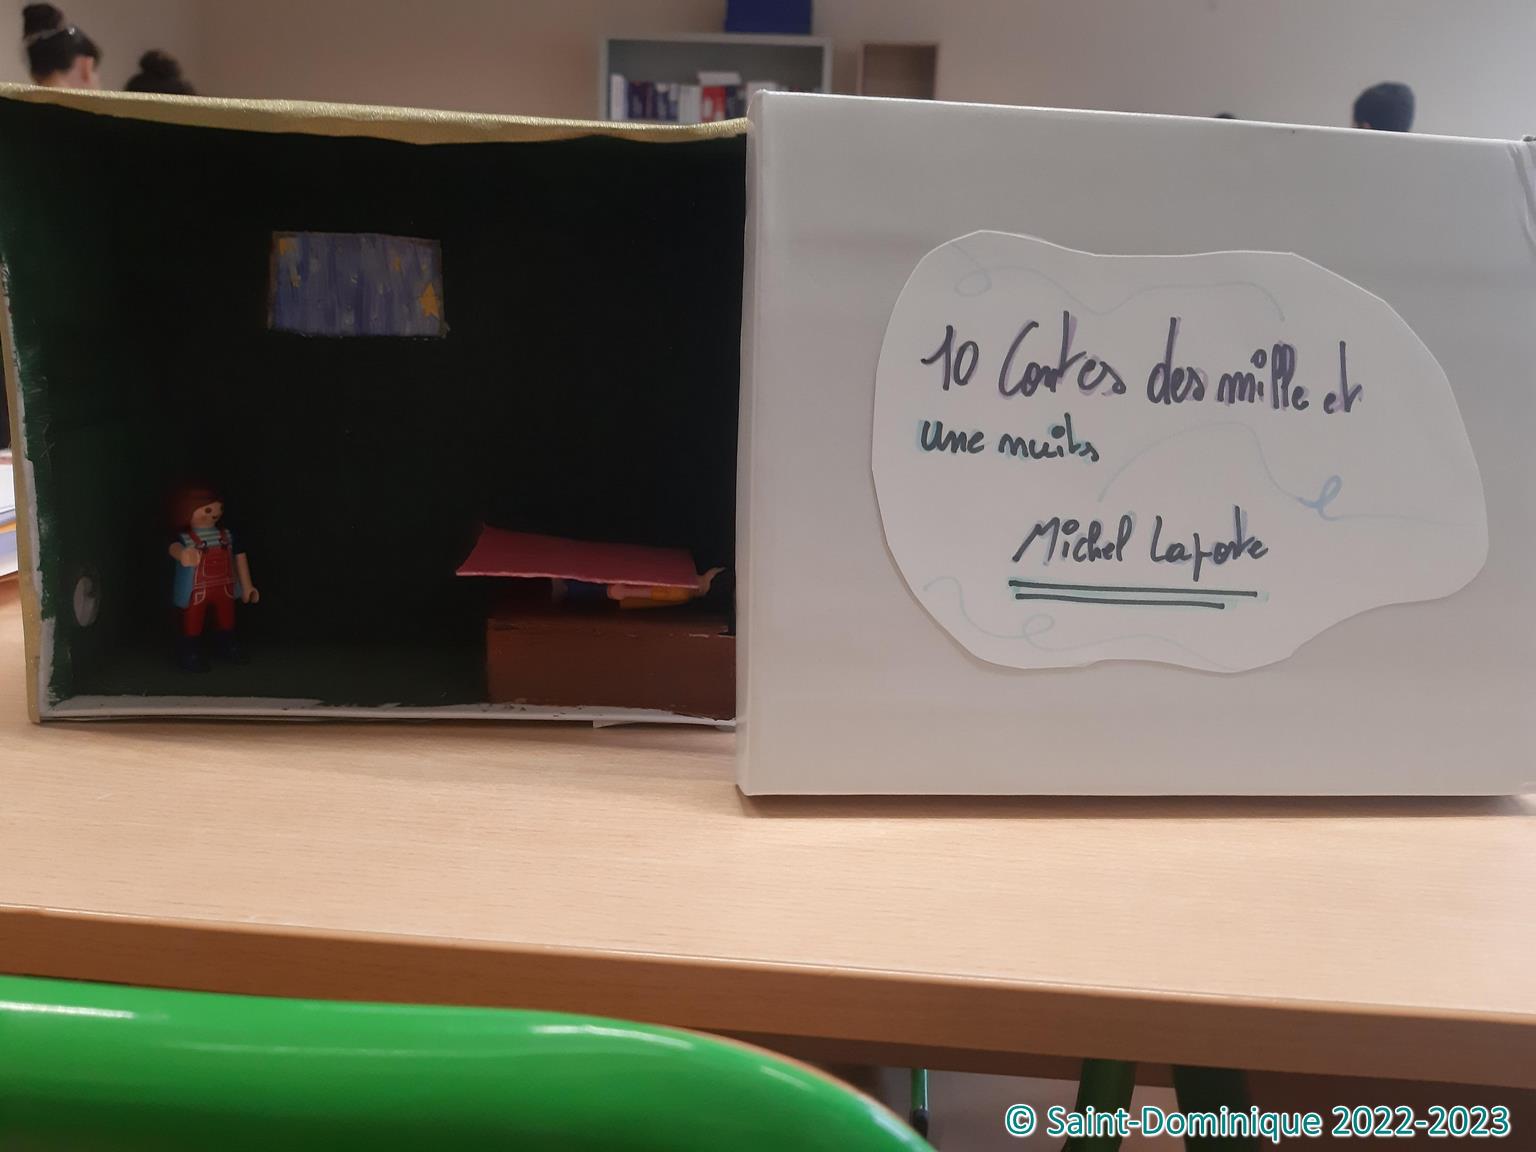 10 Contes des mille et
une nuits
Michel Laporte
© Saint-Dominique 2022-2023